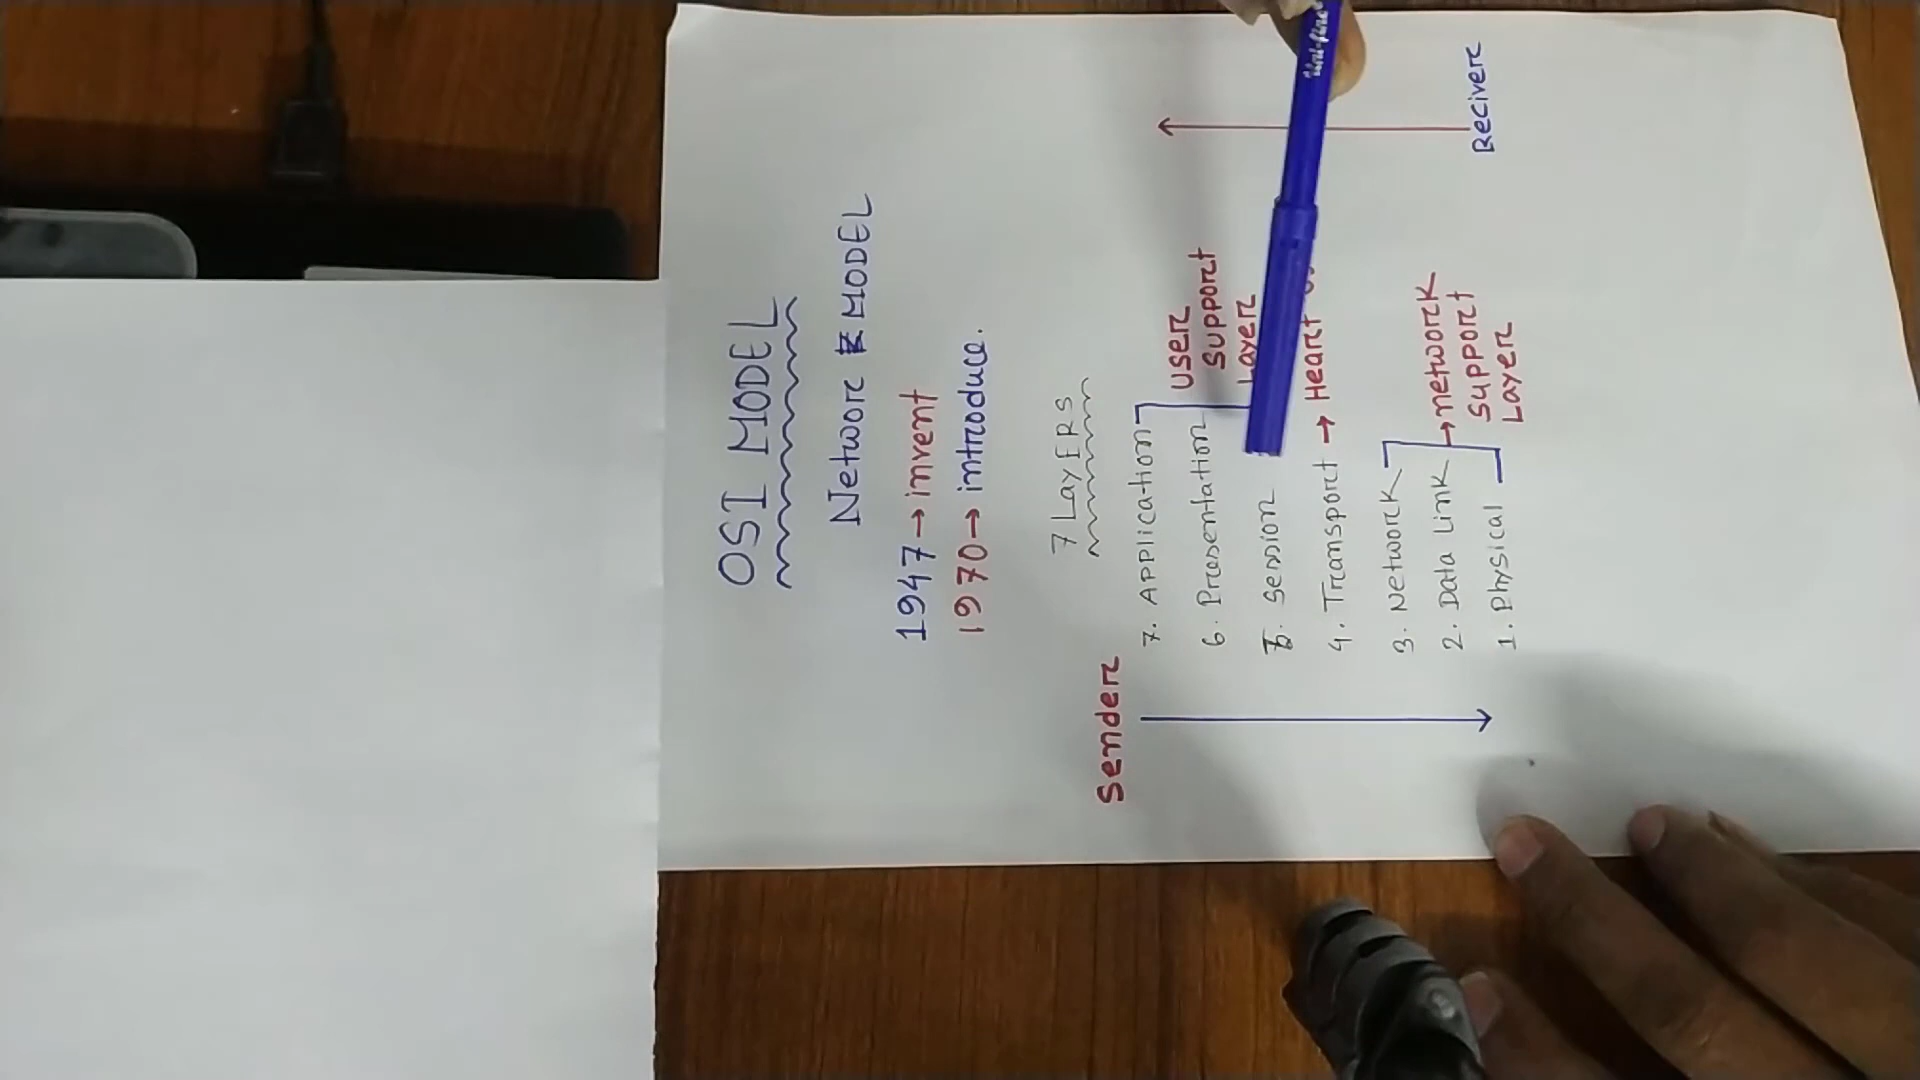 OSI MODEL
Networc MODEL
1947 → invent
1970 → introduce.
7 LayERS
Sender
7. Application
6. Presentation
5. Session
4. Transport → Heart
3. Network
2. Data Link
1. Physical
User
Support
Layer
→ network
support
Layer
Reciver